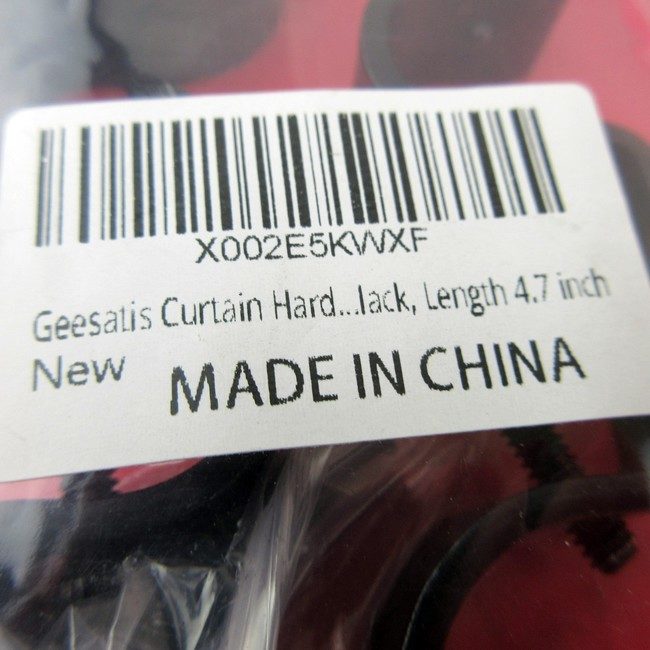 X002E5KWXF
Geesatis Curtain Hard...lack, Length 4.7 inch
New
MADE IN CHINA